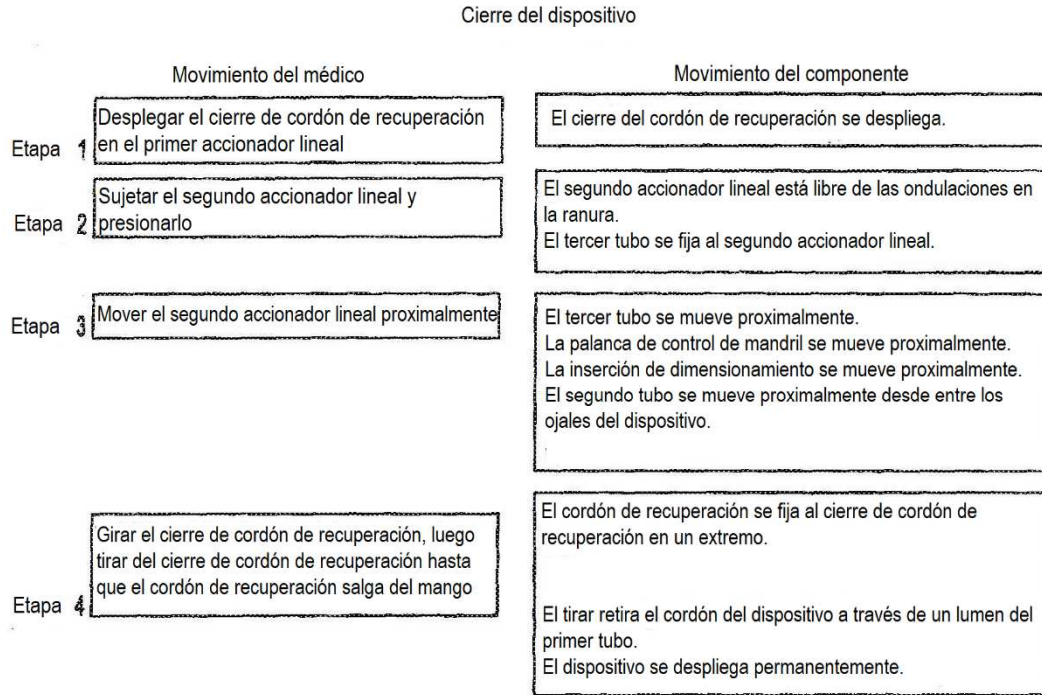 Cierre del dispositivo
Movimiento del médico
Movimiento del componente
Etapa 1
Desplegar el cierre de cordón de recuperación
en el primer accionador lineal
El cierre del cordón de recuperación se despliega.
Etapa 2
Sujetar el segundo accionador lineal y
presionarlo
El segundo accionador lineal está libre de las ondulaciones en
la ranura.
El tercer tubo se fija al segundo accionador lineal.
Etapa 3
Mover el segundo accionador lineal proximalmente
El tercer tubo se mueve proximalmente.
La palanca de control de mandril se mueve proximalmente.
La inserción de dimensionamiento se mueve proximalmente.
El segundo tubo se mueve proximalmente desde entre los
ojales del dispositivo.
Etapa 4
Girar el cierre de cordón de recuperación, luego
tirar del cierre de cordón de recuperación hasta
que el cordón de recuperación salga del mango
El cordón de recuperación se fija al cierre de cordón de
recuperación en un extremo.
El tirar retira el cordón del dispositivo a través de un lumen del
primer tubo.
El dispositivo se despliega permanentemente.